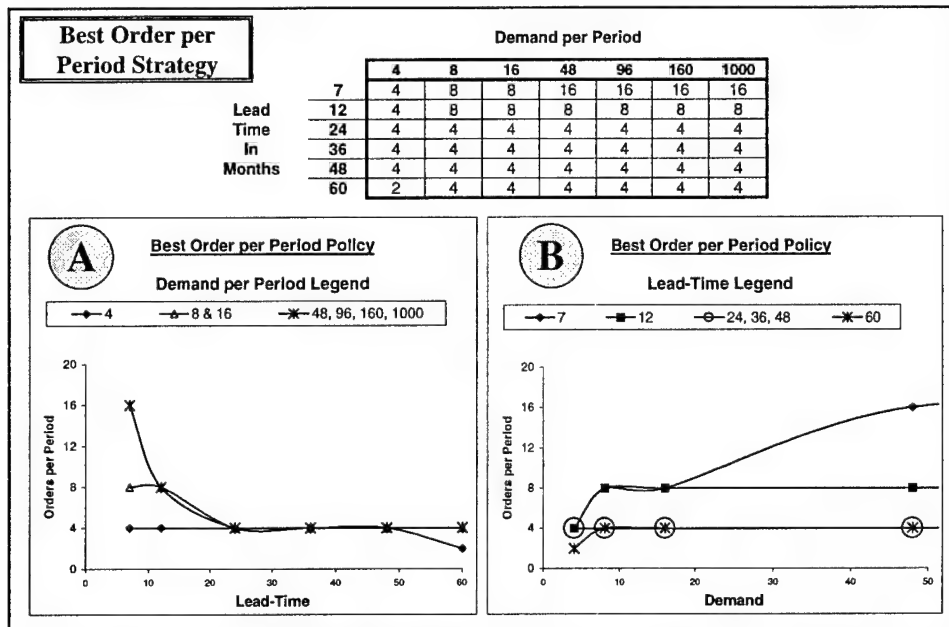 Best Order per
Period Strategy
Demand per Period
4 8 16 48 96 160 1000
7 4 8 8 16 16 16 16
Lead 12 4 8 8 8 8 8 8
Time 24 4 4 4 4 4 4 4
In 36 4 4 4 4 4 4 4
Months 48 4 4 4 4 4 4 4
60 2 4 4 4 4 4 4
A
Best Order per Period Policy
Demand per Period Legend
4 8 & 16 48, 96, 160, 1000
Orders per Period
20
16
12
8
4
0
0 10 20 30 40 50 60
Lead-Time
B
Best Order per Period Policy
Lead-Time Legend
7 12 24, 36, 48 60
Orders per Period
20
16
12
8
4
0
0 10 20 30 40 50
Demand